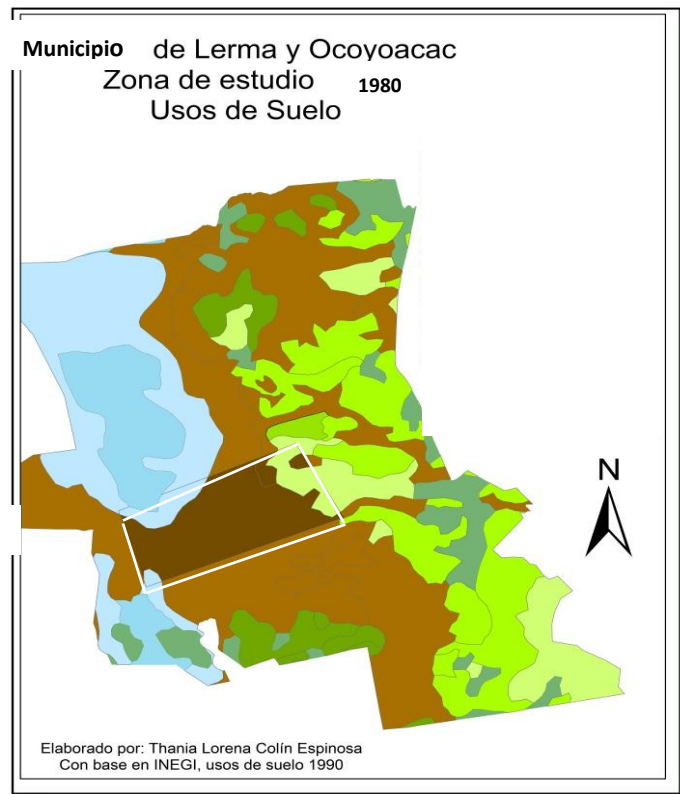 Municipio de Lerma y Ocoyoacac
Zona de estudio 1980
Usos de Suelo
N
Elaborado por: Thania Lorena Colín Espinosa
Con base en INEGI, usos de suelo 1990